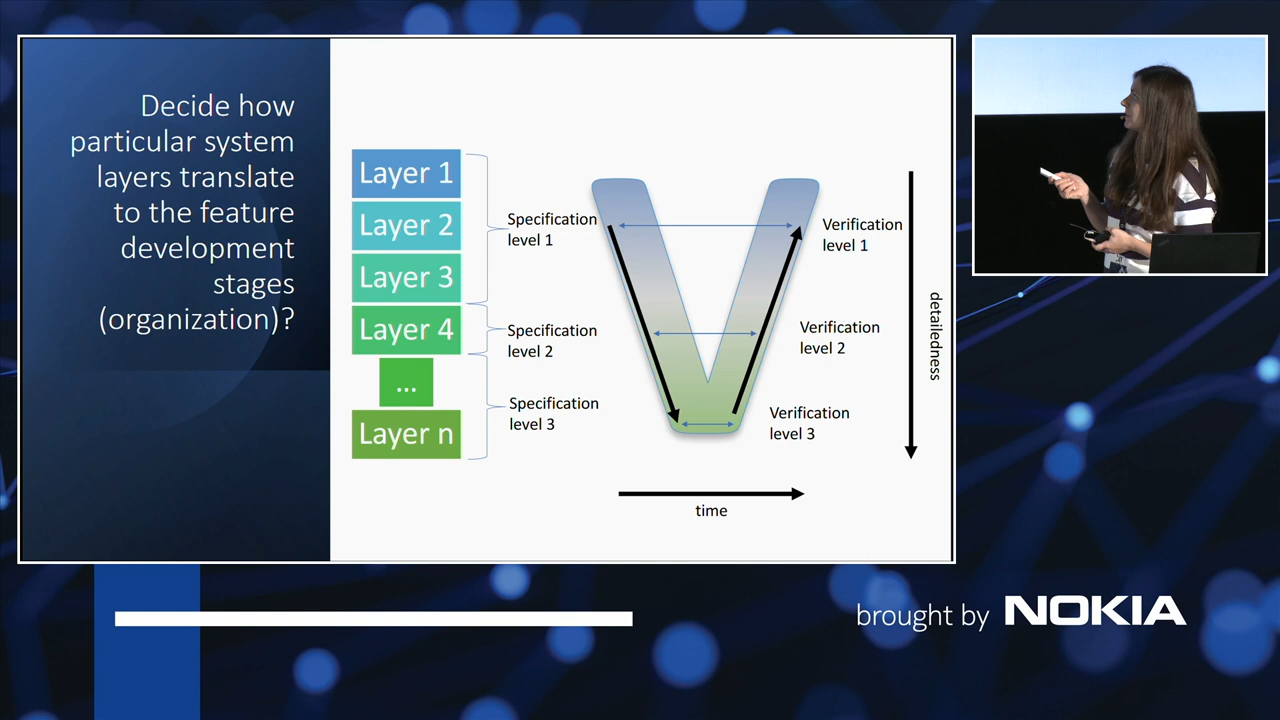 Decide how
particular system
layers translate
to the feature
development
stages
(organization)?
Layer 1
Layer 2
Layer 3
Layer 4
...
Layer n
Specification
level 1
Specification
level 2
Specification
level 3
Verification
level 1
Verification
level 2
Verification
level 3
detailedness
time
brought by NOKIA